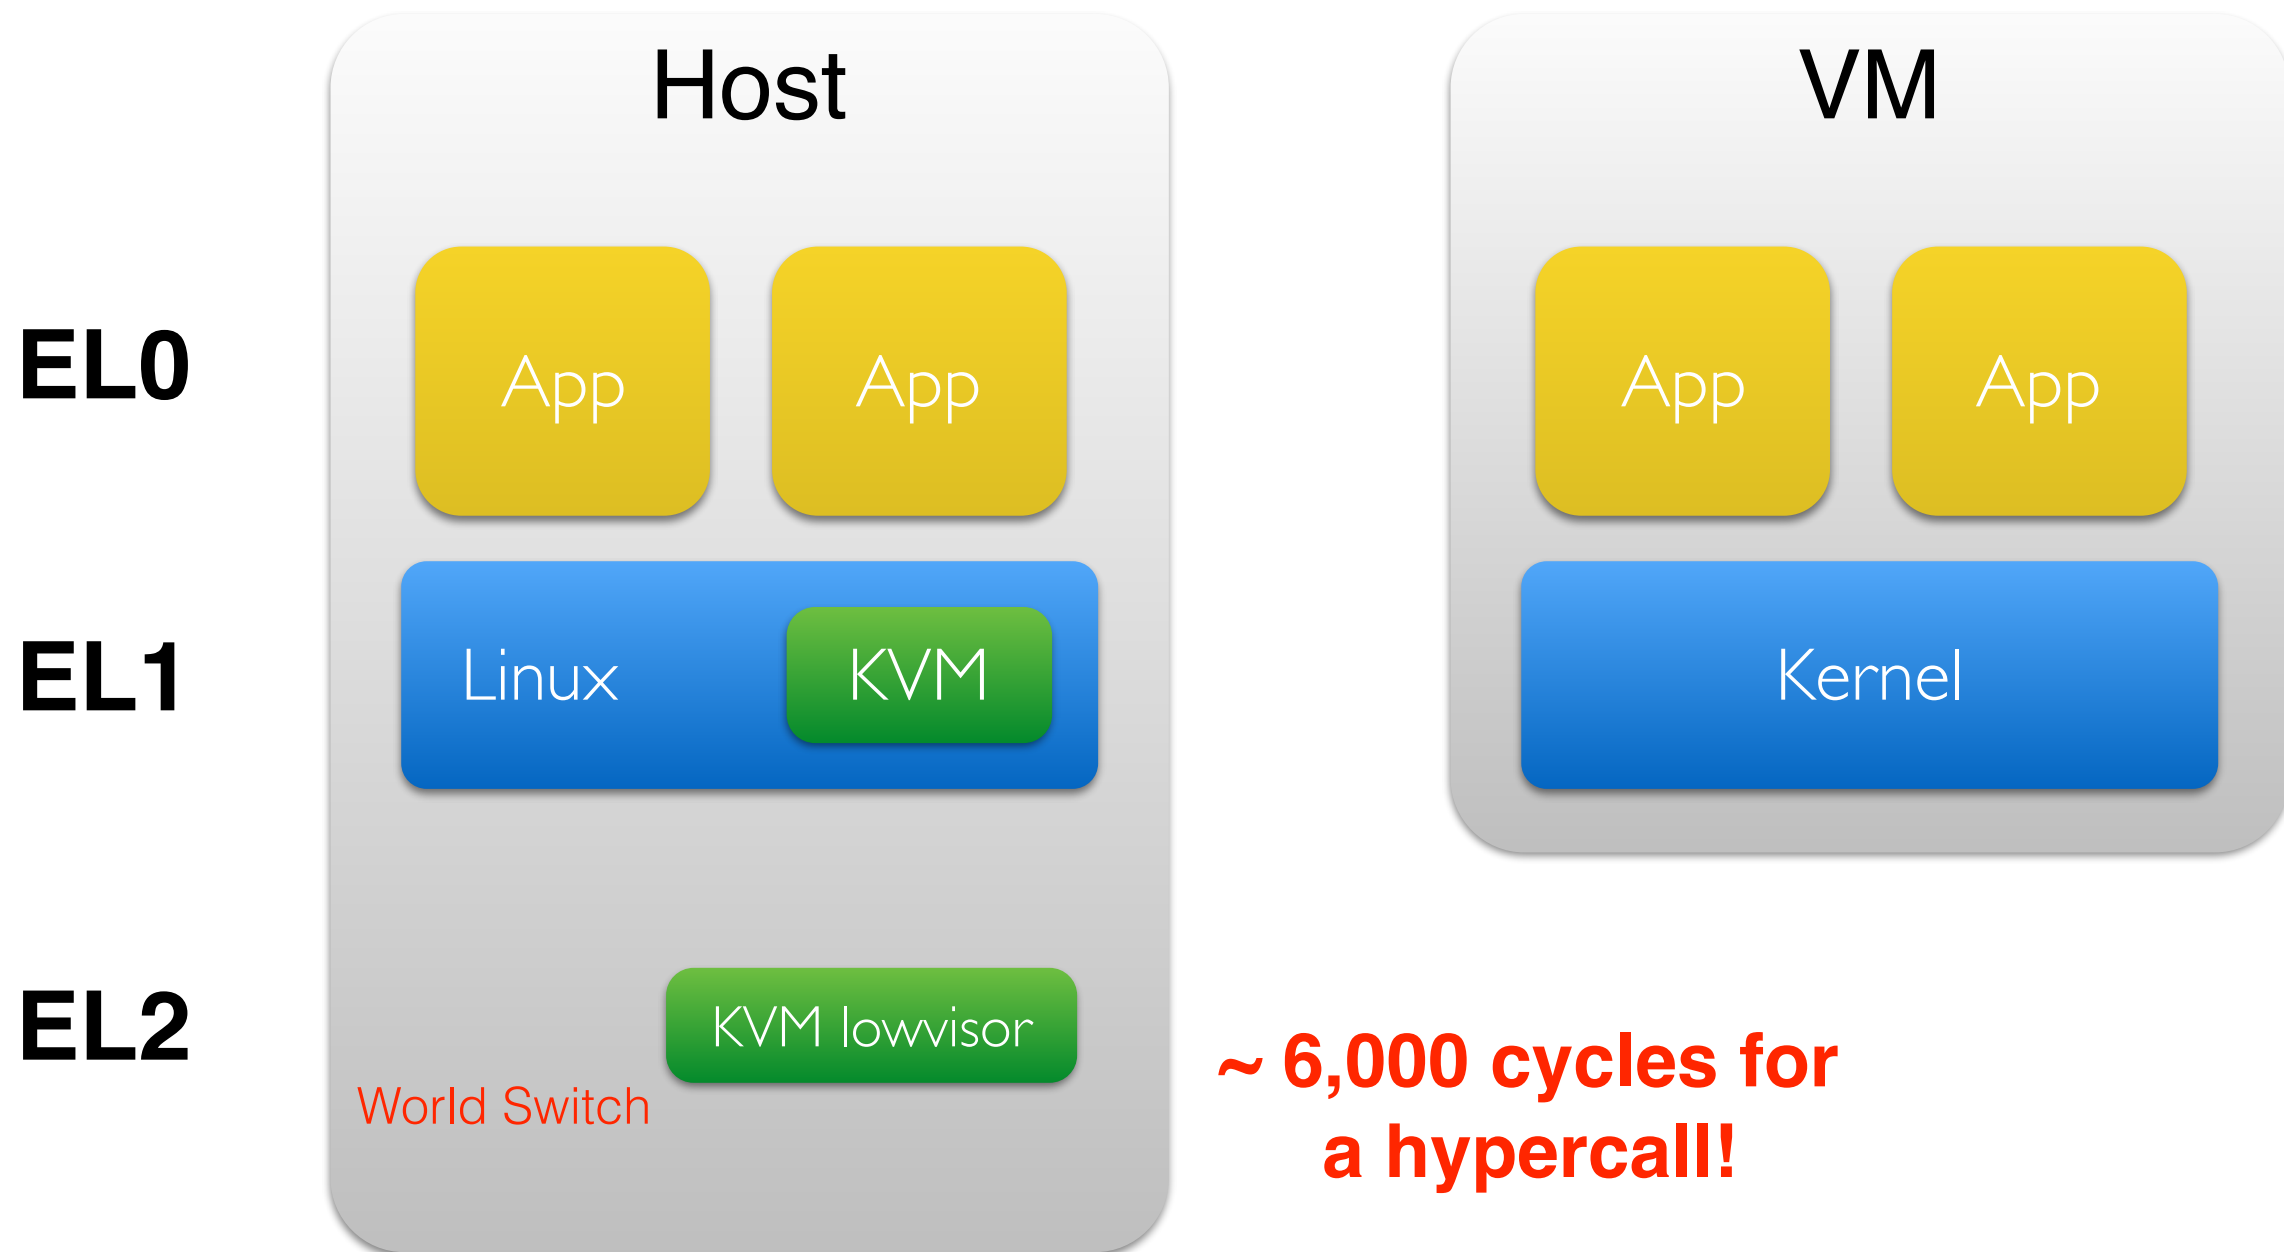 Host
VM
EL0
App
App
App
App
EL1
Linux
KVM
Kernel
EL2
KVM lowvisor
World Switch
~ 6,000 cycles for
a hypercall!